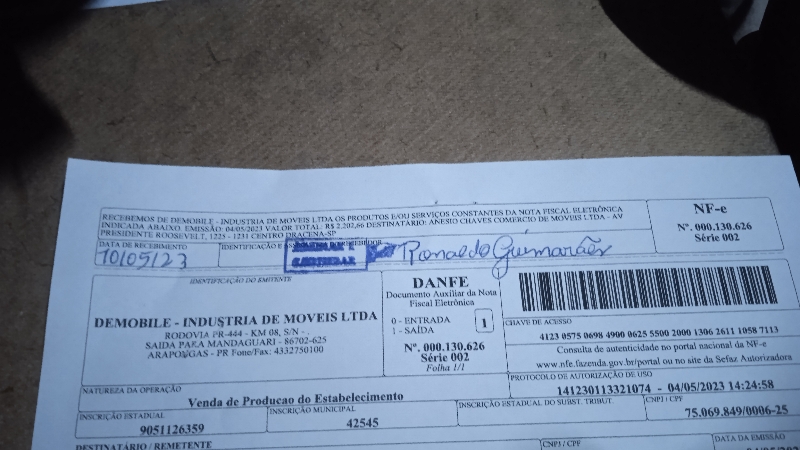 RECEBEMOS DE DEMOBILE - INDUSTRIA DE MOVEIS LTDA OS PRODUTOS E/OU SERVIÇOS CONSTANTES DA NOTA FISCAL ELETRÔNICA
INDICADA ABAIXO. EMISSÃO: 04/05/2023 VALOR TOTAL: R$ 2.202,66 DESTINATÁRIO: ANESIO CHAVES COMERCIO DE MOVEIS LTDA - AV
PRESIDENTE ROOSEVELT, 1225 - 1231 CENTRO DRACENA-SP
NF-e
Nº. 000.130.626
Série 002
DATA DE RECEBIMENTO
10/05/23
IDENTIFICAÇÃO E
Ronaldo Guimarães
IDENTIFICAÇÃO DO EMITENTE
DEMOBILE - INDUSTRIA DE MOVEIS LTDA
RODOVIA PR-444 - KM 08, S/N - .
SAIDA PARA MANDAGUARI - 86702-625
ARAPONGAS - PR Fone/Fax: 4332750100
DANFE
Documento Auxiliar da Nota
Fiscal Eletrônica
0 - ENTRADA
1 - SAÍDA
1
Nº. 000.130.626
Série 002
Folha 1/1
CHAVE DE ACESSO
4123 0575 0698 4900 0625 5500 2000 1306 2611 1058 7113
Consulta de autenticidade no portal nacional da NF-e
www.nfe.fazenda.gov.br/portal ou no site da Sefaz Autorizadora
NATUREZA DA OPERAÇÃO
Venda de Producao do Estabelecimento
PROTOCOLO DE AUTORIZAÇÃO DE USO
141230113321074 - 04/05/2023 14:24:58
INSCRIÇÃO ESTADUAL
9051126359
INSCRIÇÃO MUNICIPAL
42545
INSCRIÇÃO ESTADUAL DO SUBST. TRIBUT.
CNPJ / CPF
75.069.849/0006-25
DESTINATÁRIO / REMETENTE
CNPJ / CPF
DATA DA EMISSÃO